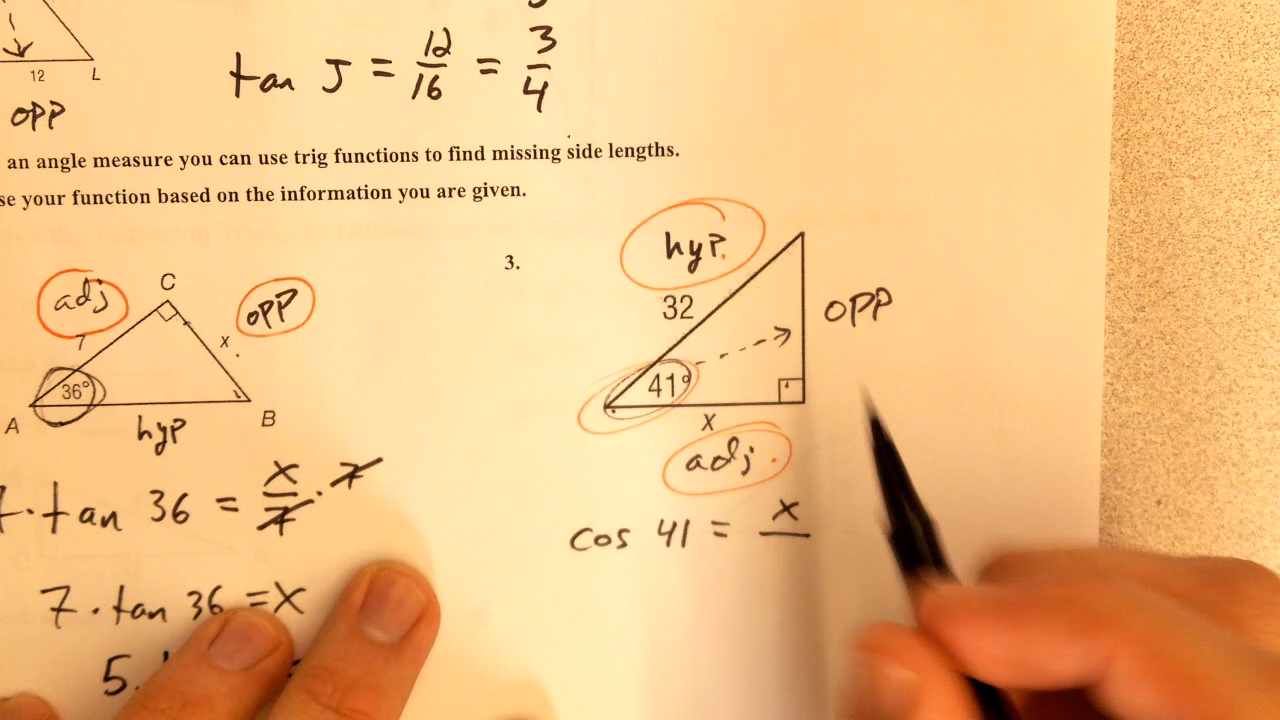 12 L
opp
tan J = 12/16 = 3/4
an angle measure you can use trig functions to find missing side lengths.
se your function based on the information you are given.
adj
C
opp
7
x
36°
A
B
hyp
7 · tan 36 = x/7 · 7
7 · tan 36 = x
5.
3.
hyp.
32
opp
41°
x
adj.
cos 41 = x